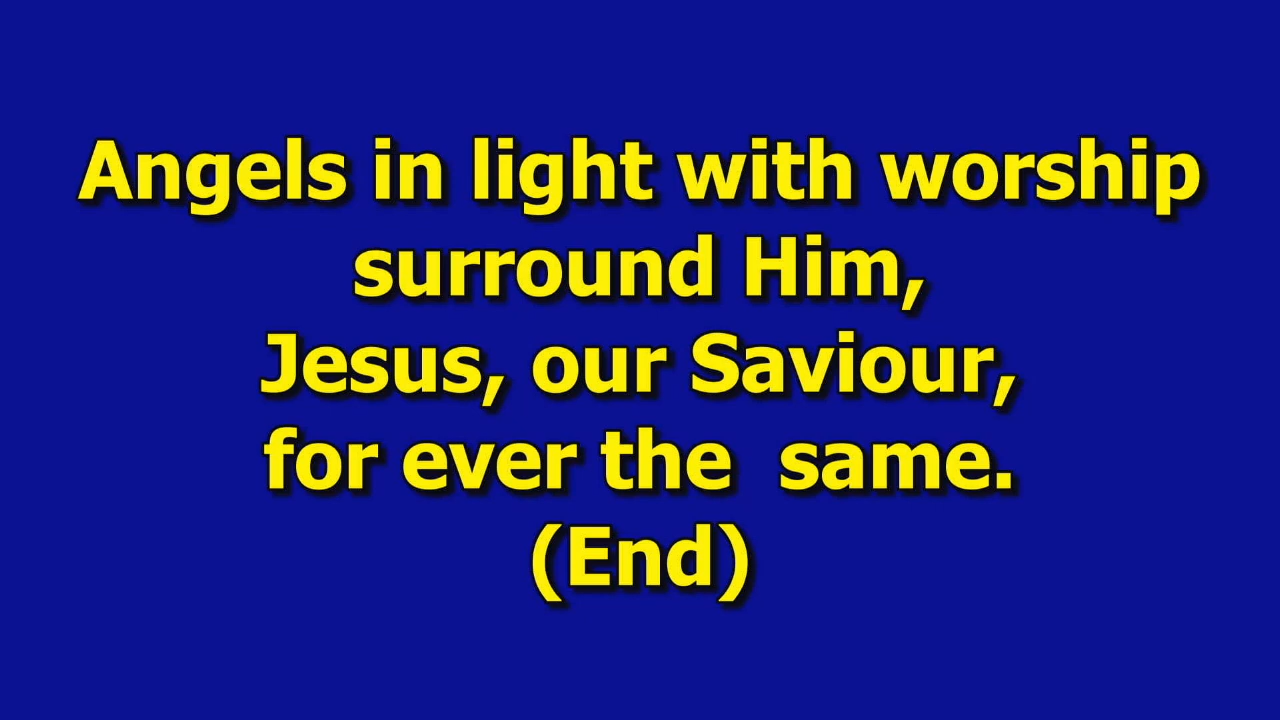 Angels in light with worship
surround Him,
Jesus, our Saviour,
for ever the  same.
(End)